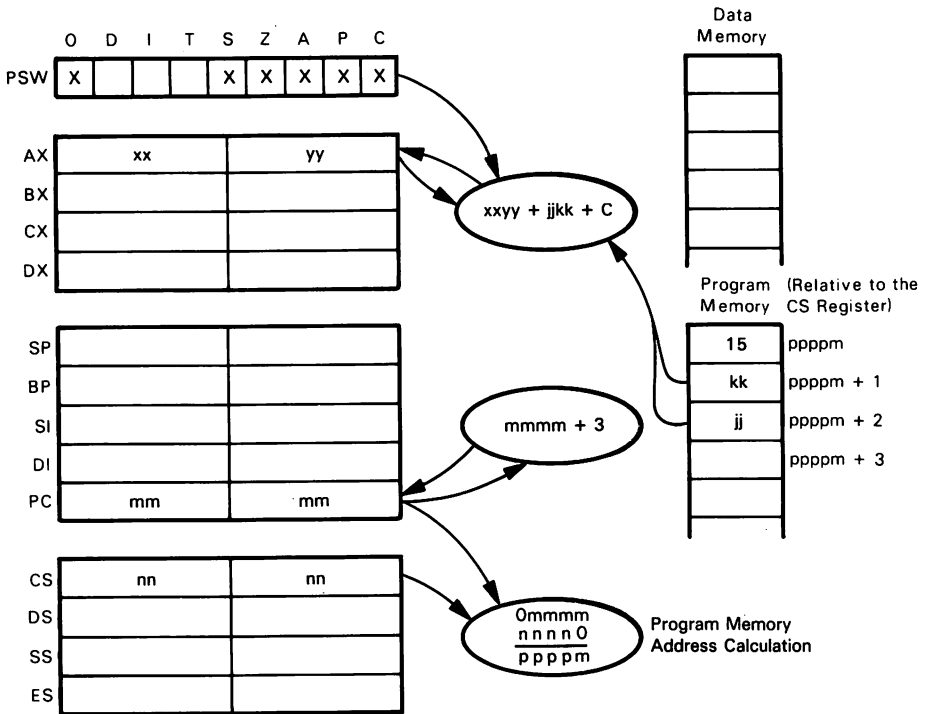 O D I T S Z A P C
PSW X X X X X X
AX xx yy
BX
CX
DX
xxyy + jjkk + C
Data
Memory
Program
Memory
(Relative to the
CS Register)
15 ppppm
kk ppppm + 1
jj ppppm + 2
ppppm + 3
SP
BP
SI
DI
PC mm mm
mmmm + 3
CS nn nn
DS
SS
ES
0mmmm
nnnn0
ppppm
Program Memory
Address Calculation